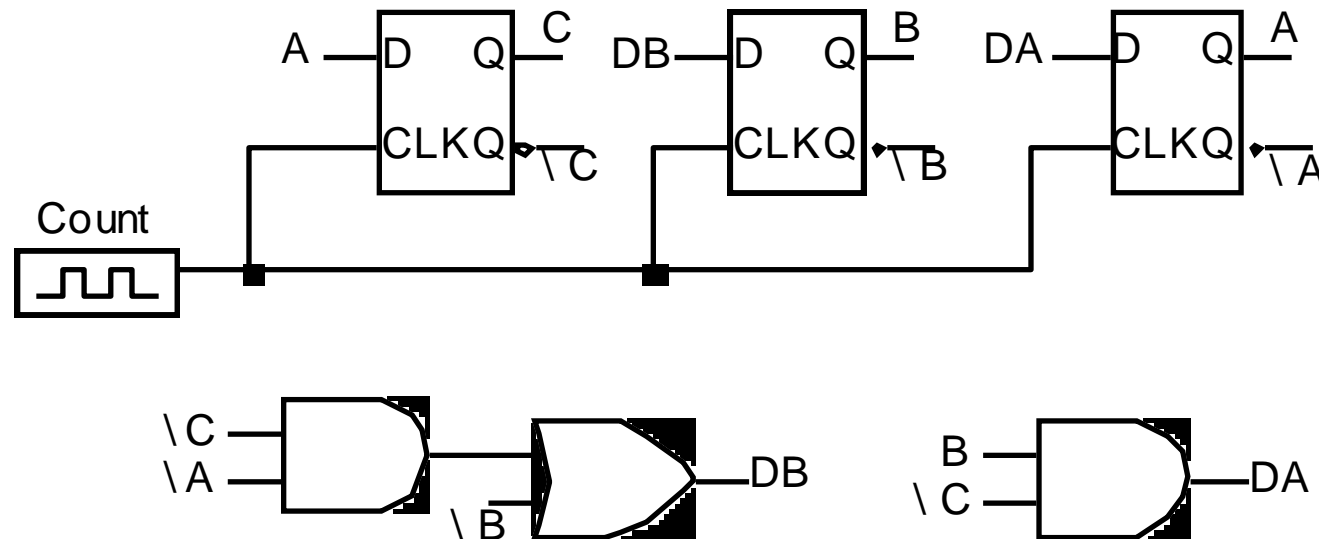 C B A
A D Q DB D Q DA D Q
CLK Q CLK Q CLK Q
\ C \ B \ A
Count
\ C
\ A
DB
\ B
B
DA
\ C